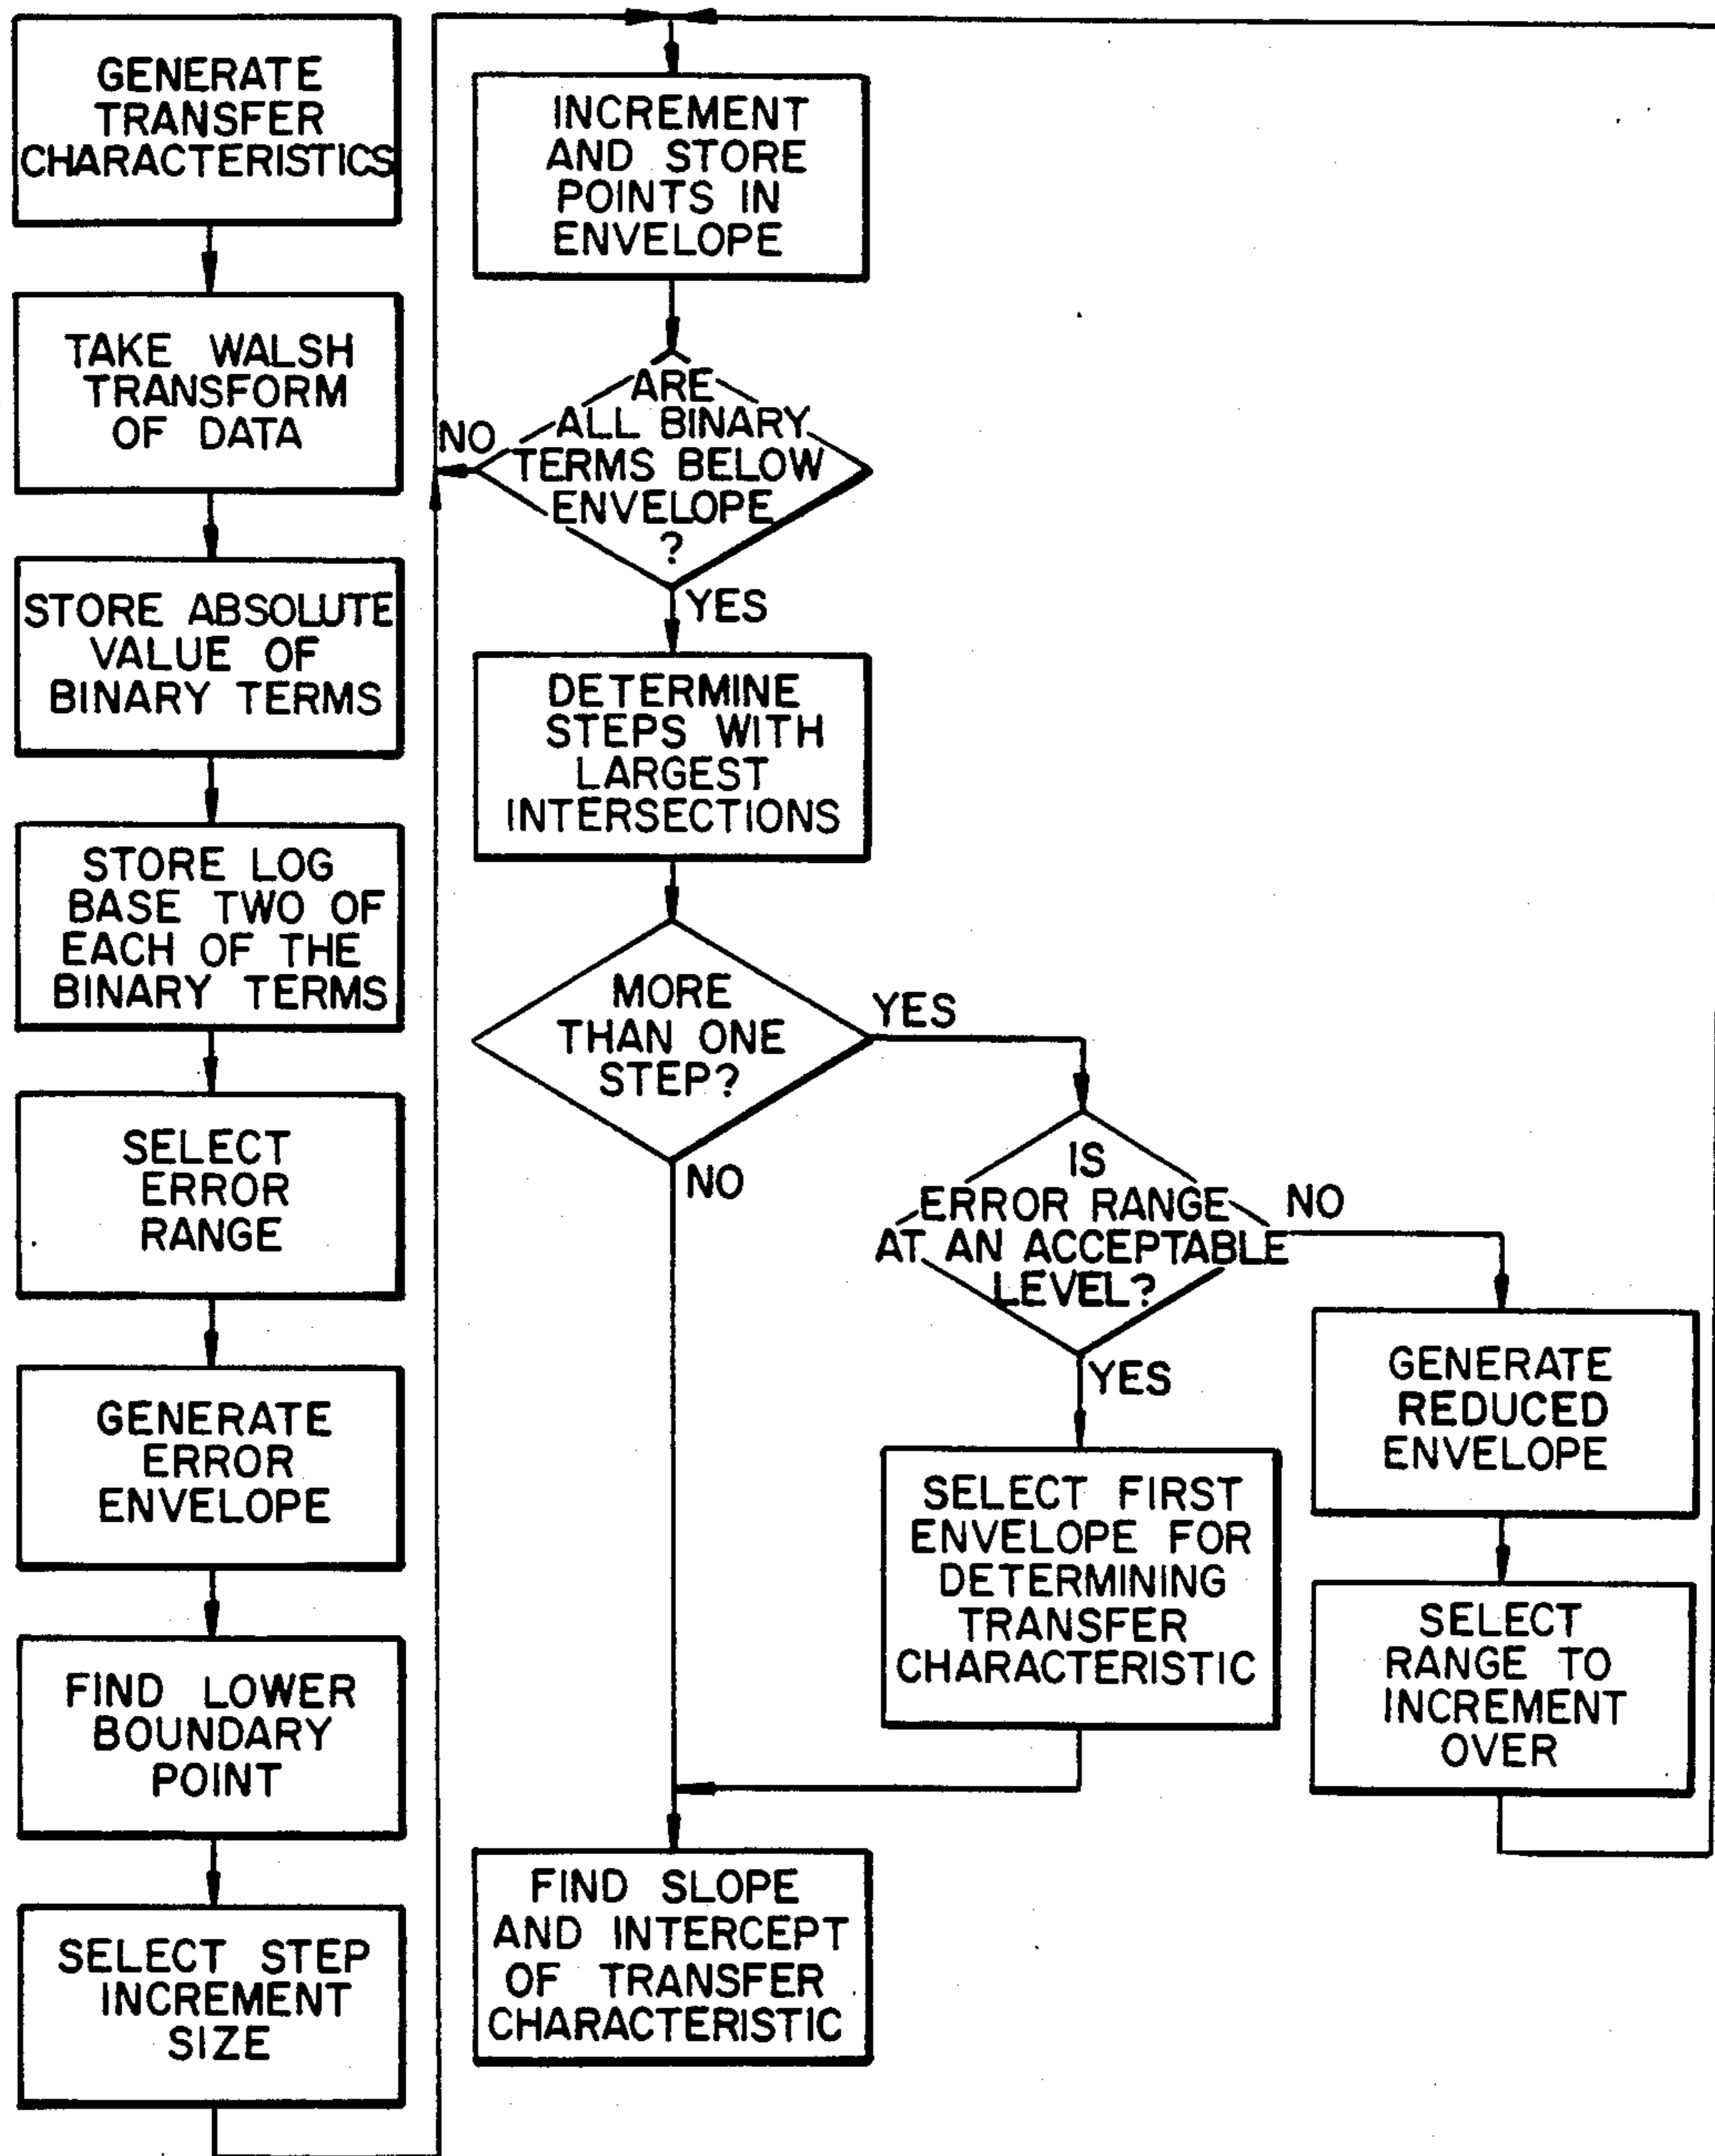 GENERATE
TRANSFER
CHARACTERISTICS
TAKE WALSH
TRANSFORM
OF DATA
STORE ABSOLUTE
VALUE OF
BINARY TERMS
STORE LOG
BASE TWO OF
EACH OF THE
BINARY TERMS
SELECT
ERROR
RANGE
GENERATE
ERROR
ENVELOPE
FIND LOWER
BOUNDARY
POINT
SELECT STEP
INCREMENT
SIZE
INCREMENT
AND STORE
POINTS IN
ENVELOPE
ARE
ALL BINARY
TERMS BELOW
ENVELOPE
?
NO
YES
DETERMINE
STEPS WITH
LARGEST
INTERSECTIONS
MORE
THAN ONE
STEP?
YES
NO
IS
ERROR RANGE
AT AN ACCEPTABLE
LEVEL?
NO
YES
GENERATE
REDUCED
ENVELOPE
SELECT
RANGE TO
INCREMENT
OVER
SELECT FIRST
ENVELOPE FOR
DETERMINING
TRANSFER
CHARACTERISTIC
FIND SLOPE
AND INTERCEPT
OF TRANSFER
CHARACTERISTIC